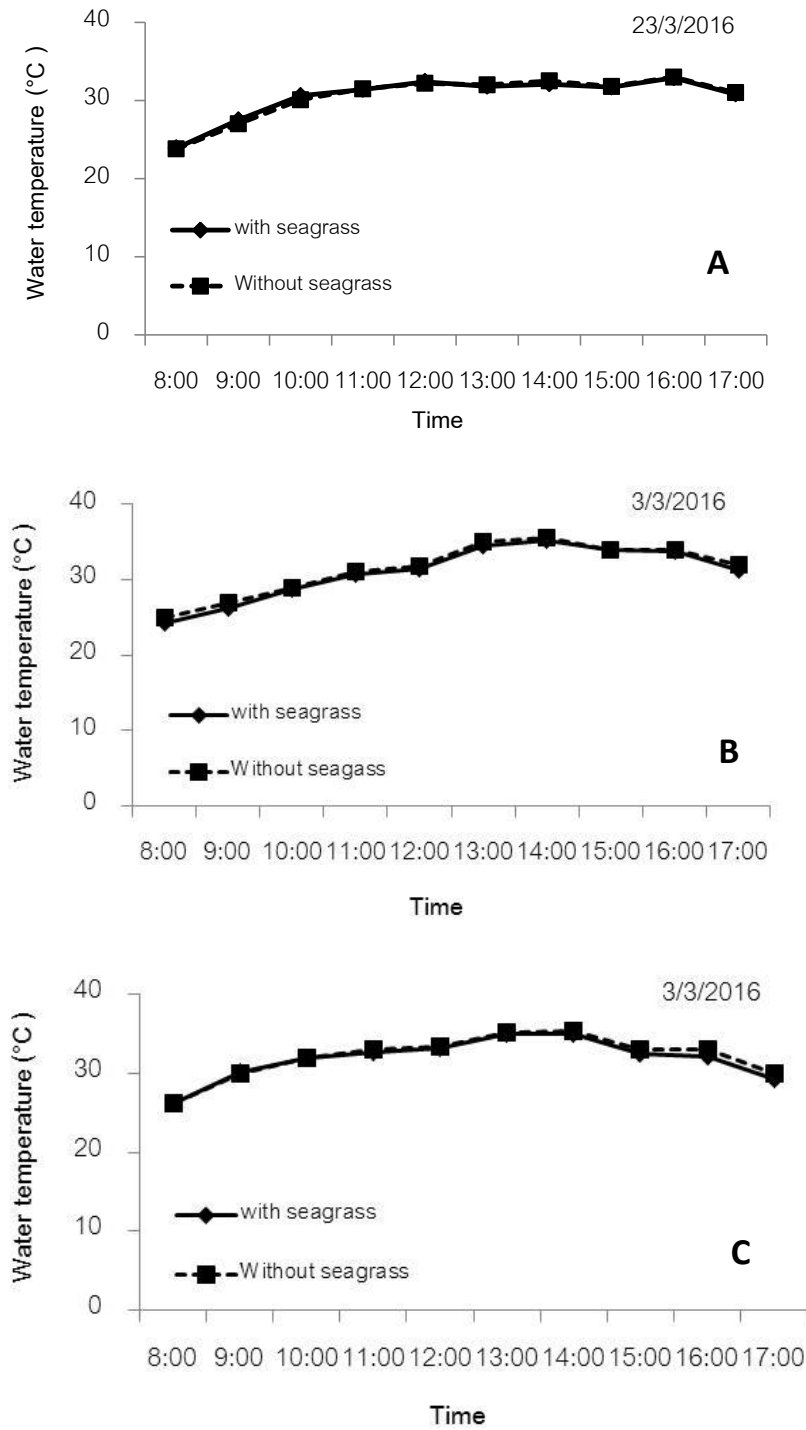 23/3/2016
Water temperature (°C )
40
30
20
10
0
with seagrass
Without seagrass
A
8:00 9:00 10:00 11:00 12:00 13:00 14:00 15:00 16:00 17:00
Time
3/3/2016
Water temperature (°C )
40
30
20
10
0
with seagrass
Without seagass
B
8:00 9:00 10:00 11:00 12:00 13:00 14:00 15:00 16:00 17:00
Time
3/3/2016
Water temperature (°C )
40
30
20
10
0
with seagrass
Without seagrass
C
8:00 9:00 10:00 11:00 12:00 13:00 14:00 15:00 16:00 17:00
Time